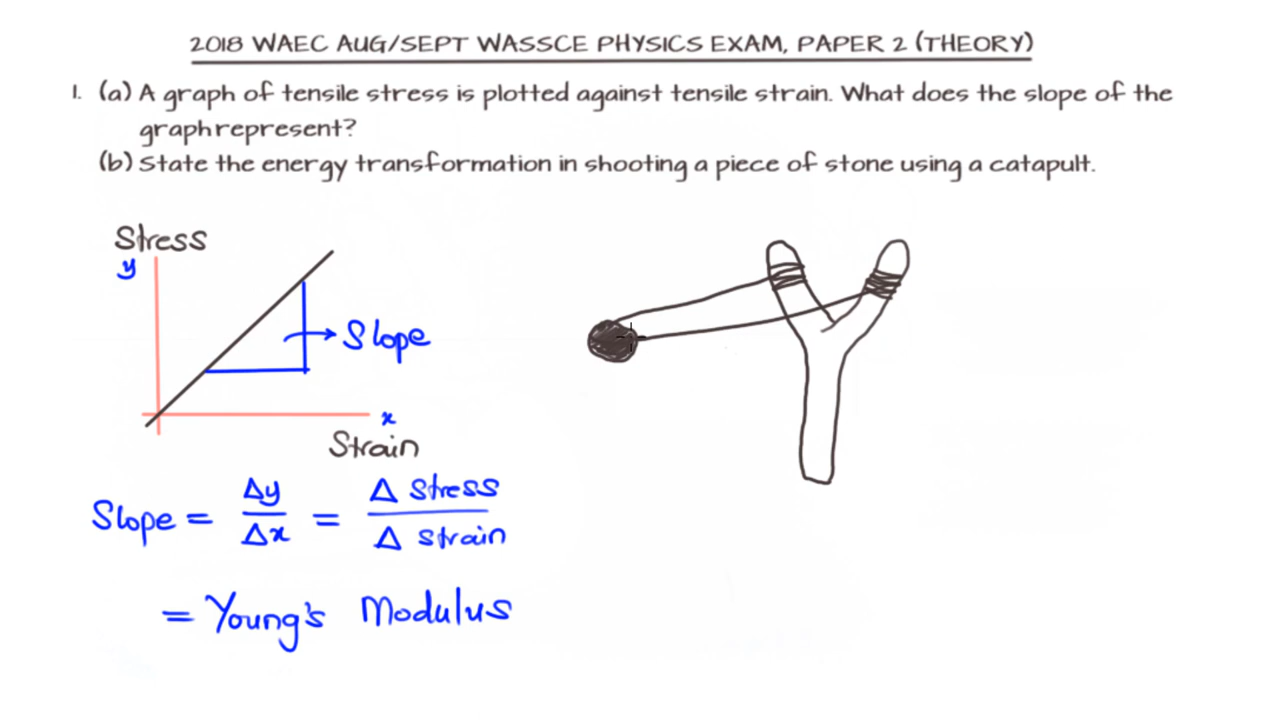 2018 WAEC AUG/SEPT WASSCE PHYSICS EXAM, PAPER 2 (THEORY)
1. (a) A graph of tensile stress is plotted against tensile strain. What does the slope of the
graph represent?
(b) State the energy transformation in shooting a piece of stone using a catapult.
Stress
y
Slope
x
Strain
Slope = Δy/Δx = Δ Stress/Δ Strain
= Young's Modulus